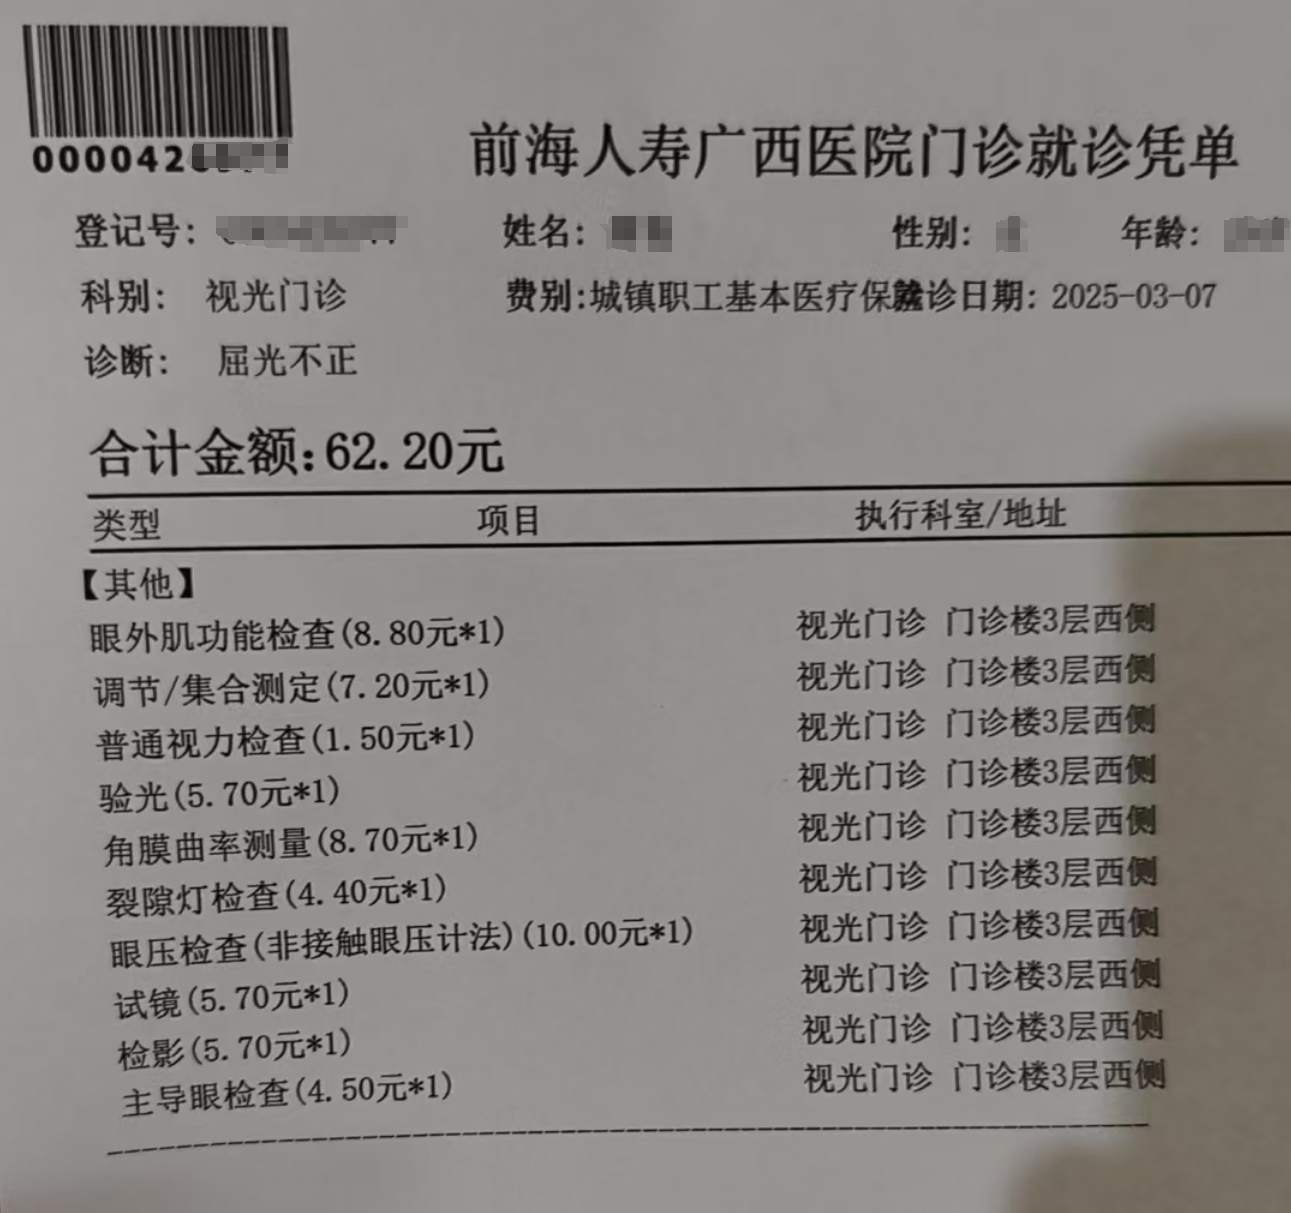 前海人寿广西医院门诊就诊凭单
000042
登记号: 姓名: 性别: 年龄:
科别: 视光门诊 费别:城镇职工基本医疗保 就诊日期: 2025-03-07
诊断: 屈光不正
合计金额:62.20元
类型 项目 执行科室/地址
【其他】
眼外肌功能检查(8.80元*1) 视光门诊 门诊楼3层西侧
调节/集合测定(7.20元*1) 视光门诊 门诊楼3层西侧
普通视力检查(1.50元*1) 视光门诊 门诊楼3层西侧
验光(5.70元*1) 视光门诊 门诊楼3层西侧
角膜曲率测量(8.70元*1) 视光门诊 门诊楼3层西侧
裂隙灯检查(4.40元*1) 视光门诊 门诊楼3层西侧
眼压检查(非接触眼压计法)(10.00元*1) 视光门诊 门诊楼3层西侧
试镜(5.70元*1) 视光门诊 门诊楼3层西侧
检影(5.70元*1) 视光门诊 门诊楼3层西侧
主导眼检查(4.50元*1) 视光门诊 门诊楼3层西侧